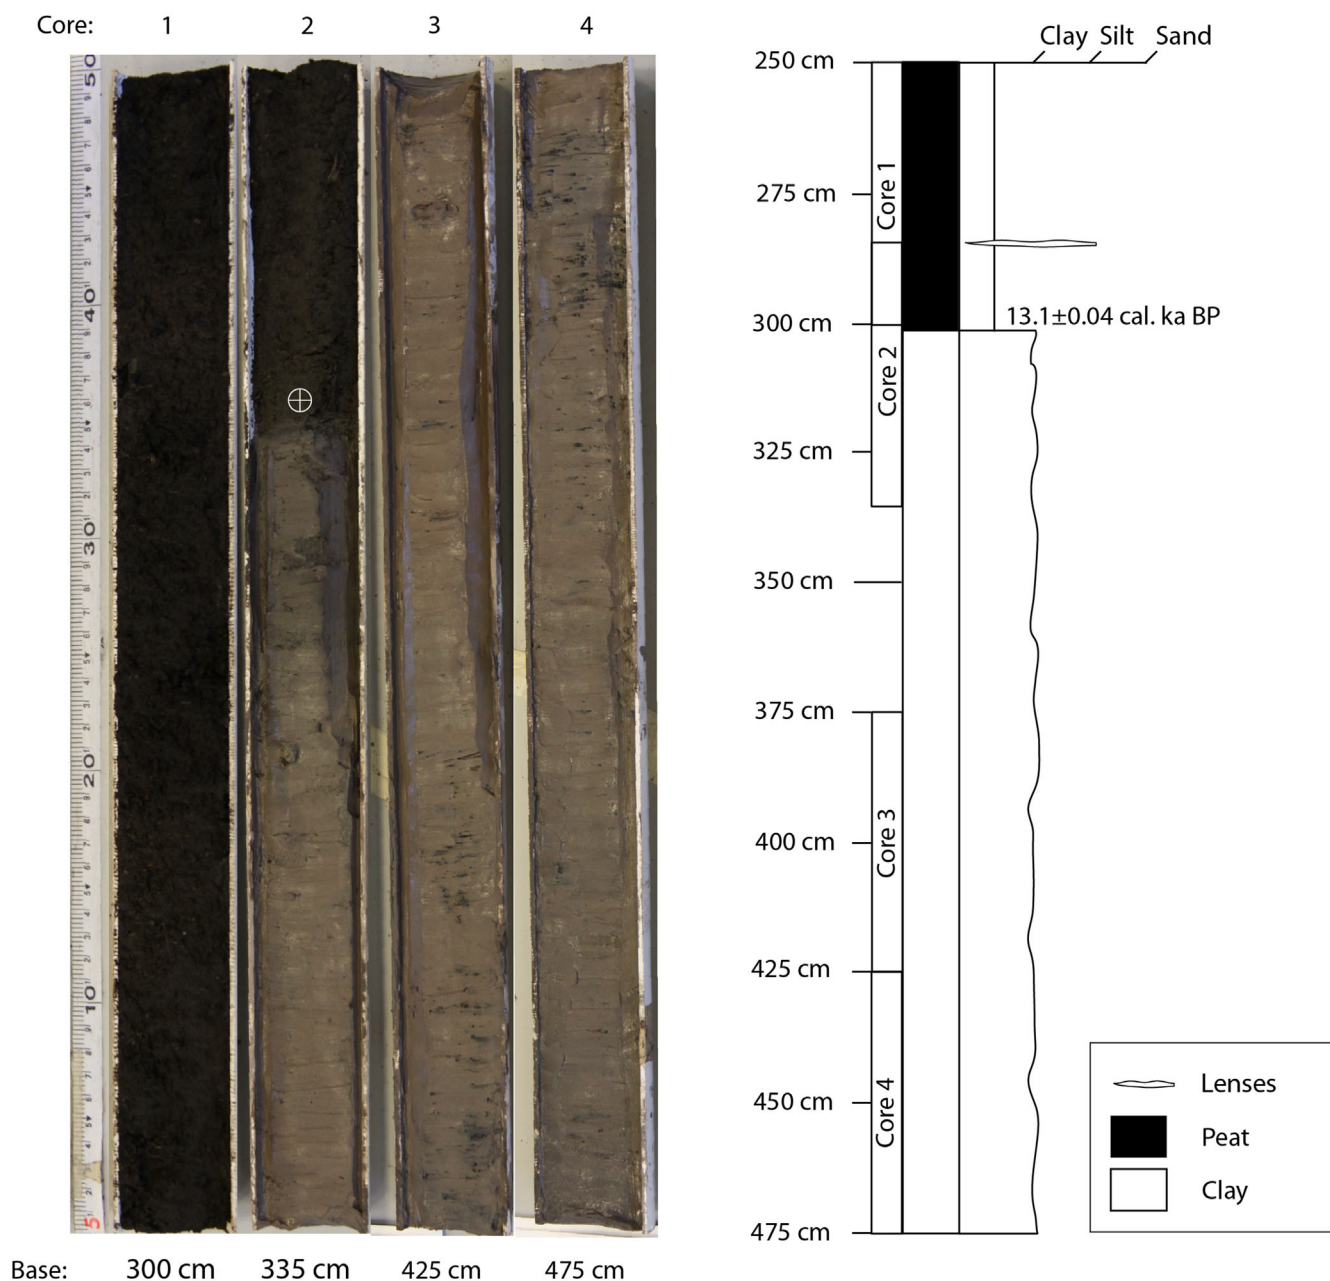 Core: 1 2 3 4
50
40
30
20
10
5
Base: 300 cm 335 cm 425 cm 475 cm
Clay Silt Sand
250 cm
Core 1
275 cm
300 cm
13.1±0.04 cal. ka BP
Core 2
325 cm
350 cm
375 cm
Core 3
400 cm
425 cm
Core 4
450 cm
475 cm
Lenses
Peat
Clay